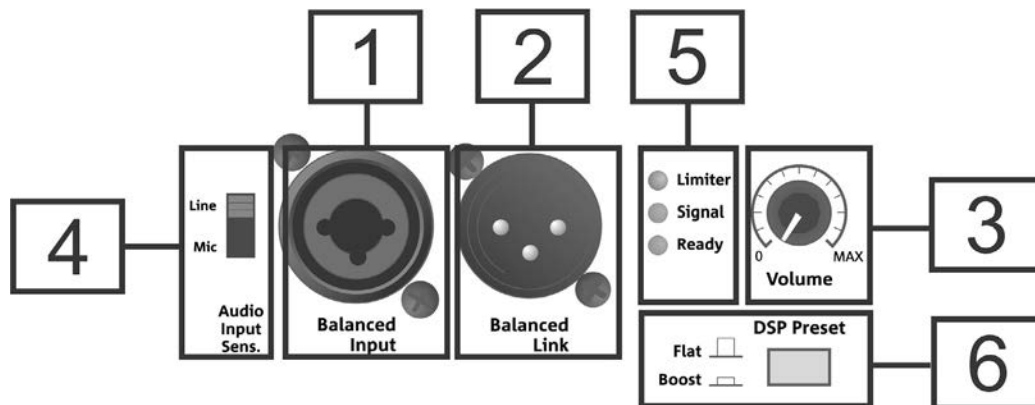 1
2
5
4
3
6
Line
Mic
Audio
Input
Sens.
Balanced
Input
Balanced
Link
Limiter
Signal
Ready
0
MAX
Volume
DSP Preset
Flat
Boost